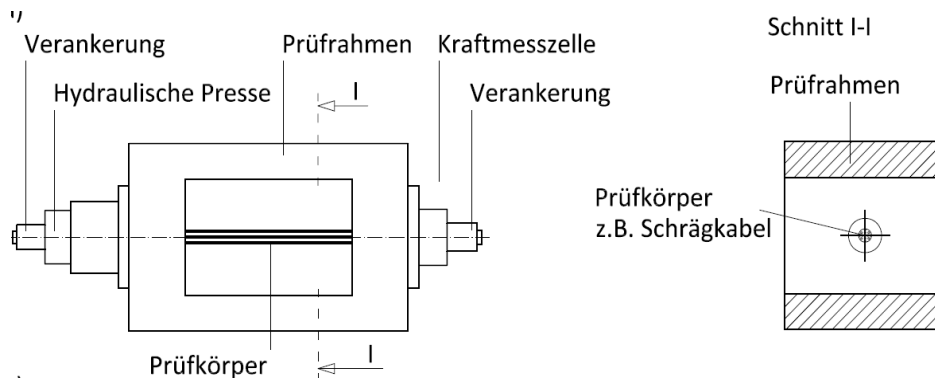 Verankerung
Prüfrahmen
Kraftmesszelle
Schnitt I-I
Hydraulische Presse
I
Verankerung
Prüfrahmen
Prüfkörper
z.B. Schrägkabel
Prüfkörper
I